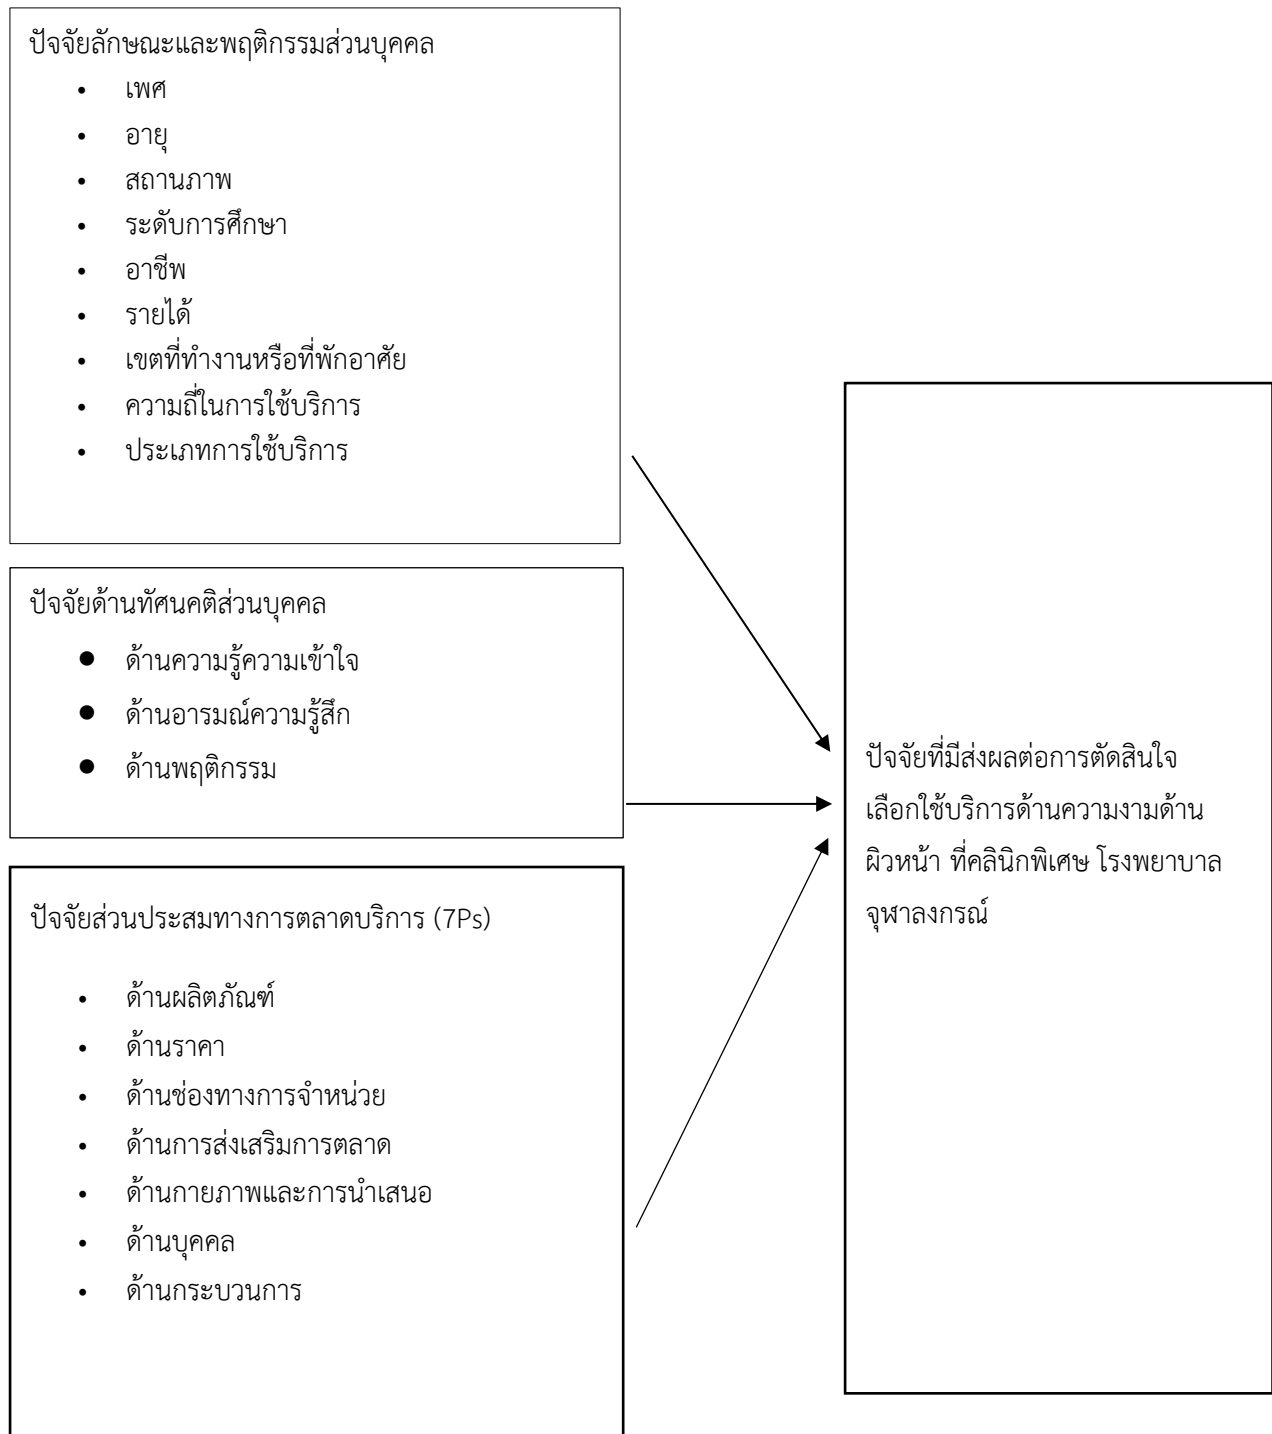 ปัจจัยลักษณะและพฤติกรรมส่วนบุคคล
• เพศ
• อายุ
• สถานภาพ
• ระดับการศึกษา
• อาชีพ
• รายได้
• เขตที่ทำงานหรือที่พักอาศัย
• ความถี่ในการใช้บริการ
• ประเภทการใช้บริการ
ปัจจัยด้านทัศนคติส่วนบุคคล
● ด้านความรู้ความเข้าใจ
● ด้านอารมณ์ความรู้สึก
● ด้านพฤติกรรม
ปัจจัยส่วนประสมทางการตลาดบริการ (7Ps)
• ด้านผลิตภัณฑ์
• ด้านราคา
• ด้านช่องทางการจำหน่วย
• ด้านการส่งเสริมการตลาด
• ด้านกายภาพและการนำเสนอ
• ด้านบุคคล
• ด้านกระบวนการ
ปัจจัยที่มีส่งผลต่อการตัดสินใจ
เลือกใช้บริการด้านความงามด้าน
ผิวหน้า ที่คลินิกพิเศษ โรงพยาบาล
จุฬาลงกรณ์